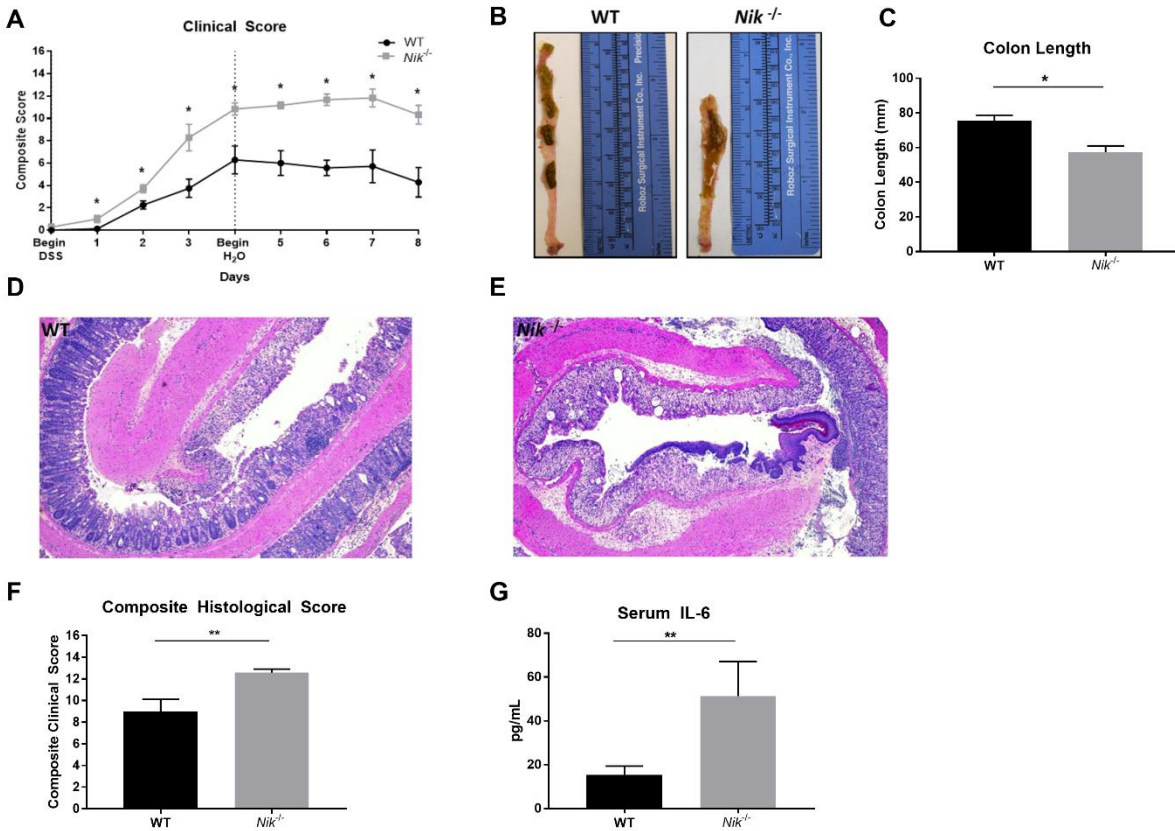 A
Clinical Score
WT
Nik-/-
Composite Score
16
14
12
10
8
6
4
2
0
* * * * * * * *
Begin DSS 1 2 3 Begin H2O 5 6 7 8
Days
B
WT Nik -/-
Roboz Surgical Instrument Co., Inc. Precision
Roboz Surgical Instrument Co., Inc.
C
Colon Length
*
Colon Length (mm)
80
60
40
20
0
WT Nik-/-
D
WT
E
Nik -/-
F
Composite Histological Score
**
Composite Clinical Score
16
14
12
10
8
6
4
2
0
WT Nik-/-
G
Serum IL-6
**
pg/mL
80
60
40
20
0
WT Nik-/-